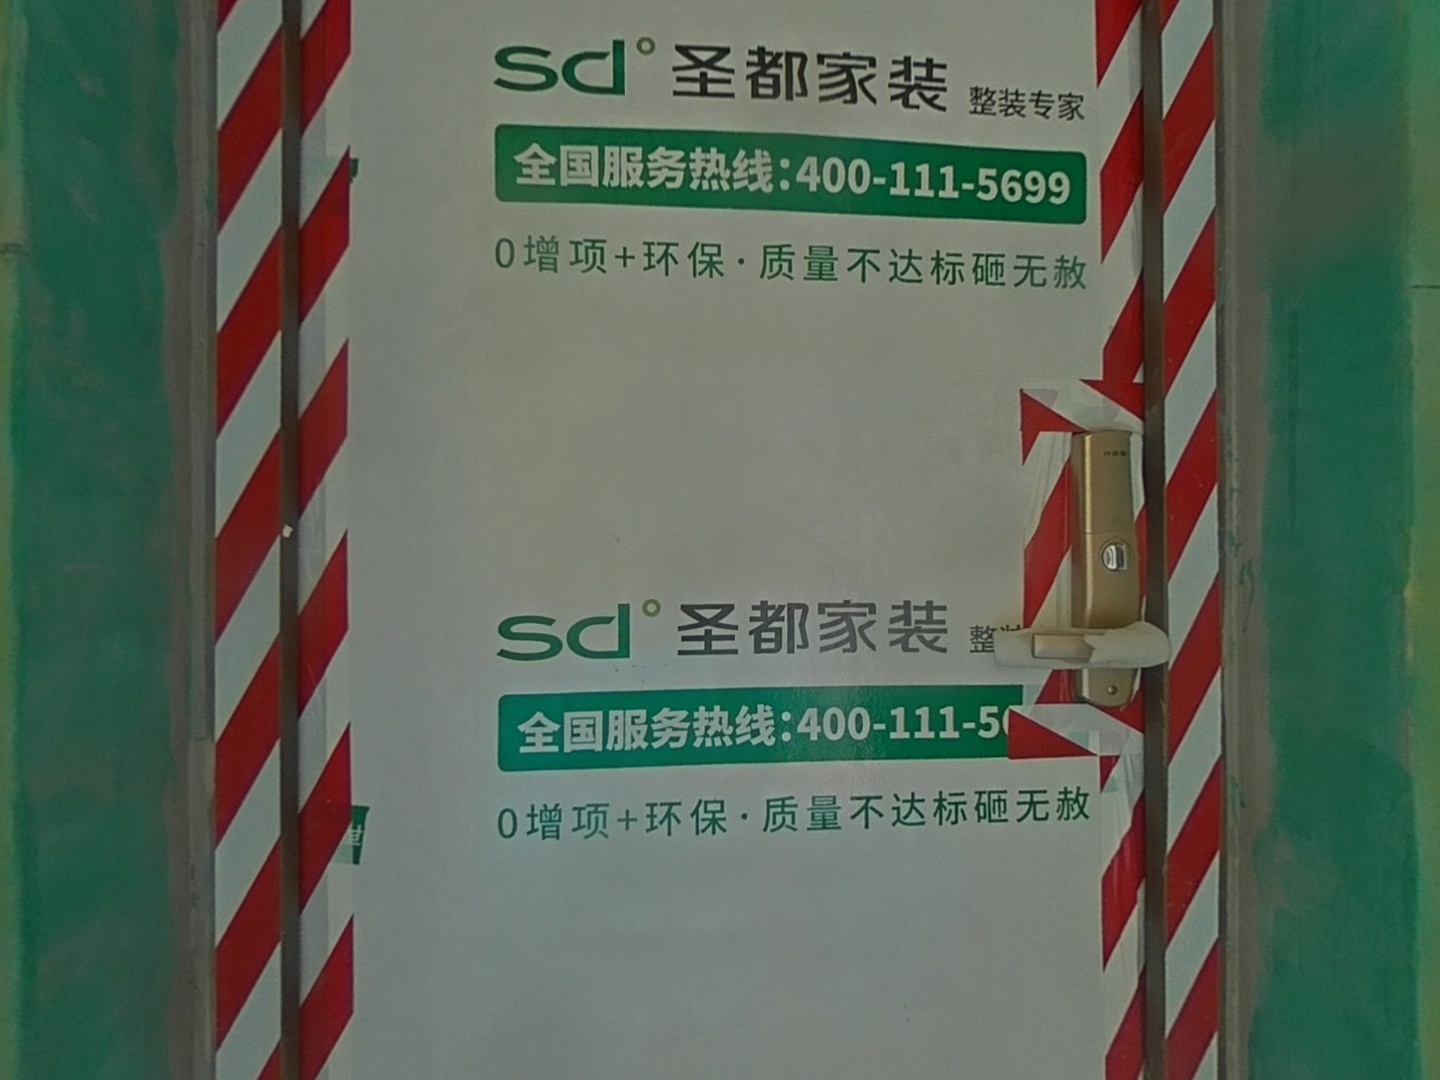 sd 圣都家装 整装专家
全国服务热线:400-111-5699
0增项+环保·质量不达标砸无赦
sd 圣都家装 整
全国服务热线:400-111-5
0增项+环保·质量不达标砸无赦